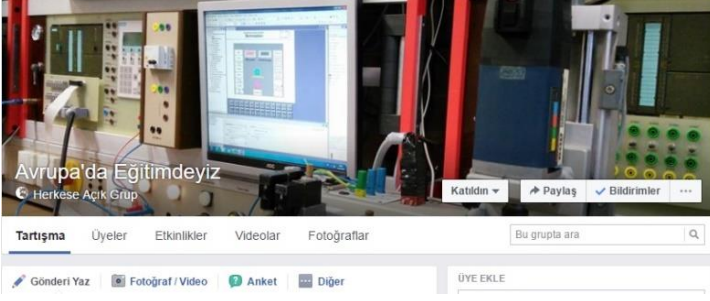 Avrupa'da Eğitimdeyiz
Herkese Açık Grup
Katıldın
Paylaş
Bildirimler
Tartışma
Üyeler
Etkinlikler
Videolar
Fotoğraflar
Bu grupta ara
Gönderi Yaz
Fotoğraf / Video
Anket
Diğer
ÜYE EKLE